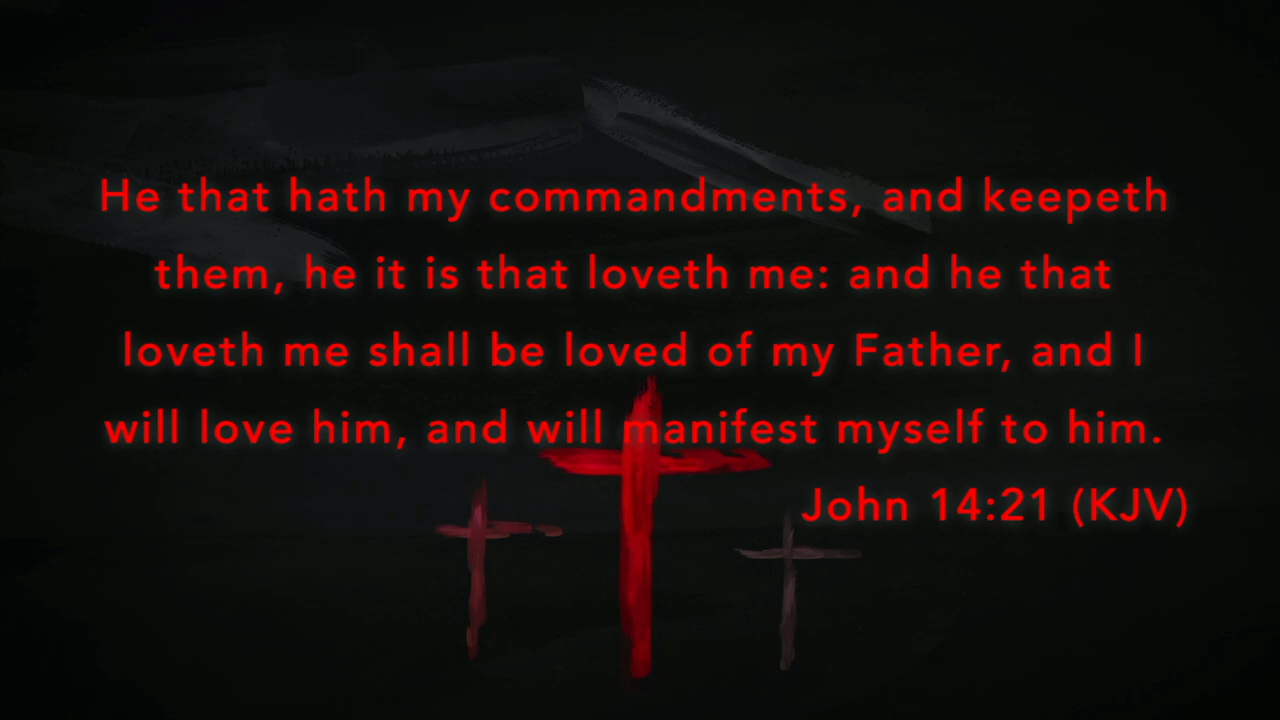 He that hath my commandments, and keepeth
them, he it is that loveth me: and he that
loveth me shall be loved of my Father, and I
will love him, and will manifest myself to him.
John 14:21 (KJV)